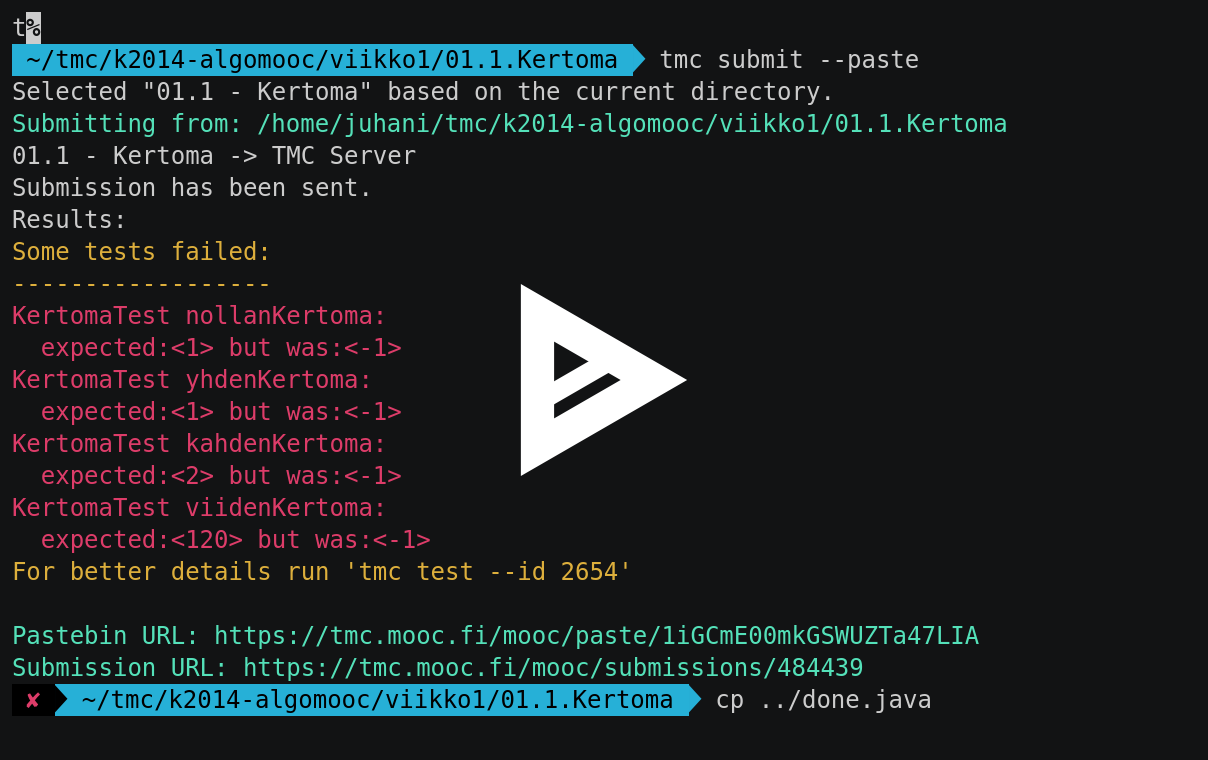 t%
~/tmc/k2014-algomooc/viikko1/01.1.Kertoma tmc submit --paste
Selected "01.1 - Kertoma" based on the current directory.
Submitting from: /home/juhani/tmc/k2014-algomooc/viikko1/01.1.Kertoma
01.1 - Kertoma -> TMC Server
Submission has been sent.
Results:
Some tests failed:
------------------
KertomaTest nollanKertoma:
  expected:<1> but was:<-1>
KertomaTest yhdenKertoma:
  expected:<1> but was:<-1>
KertomaTest kahdenKertoma:
  expected:<2> but was:<-1>
KertomaTest viidenKertoma:
  expected:<120> but was:<-1>
For better details run 'tmc test --id 2654'
Pastebin URL: https://tmc.mooc.fi/mooc/paste/1iGCmE00mkGSWUZTa47LIA
Submission URL: https://tmc.mooc.fi/mooc/submissions/484439
✘ ~/tmc/k2014-algomooc/viikko1/01.1.Kertoma cp ../done.java